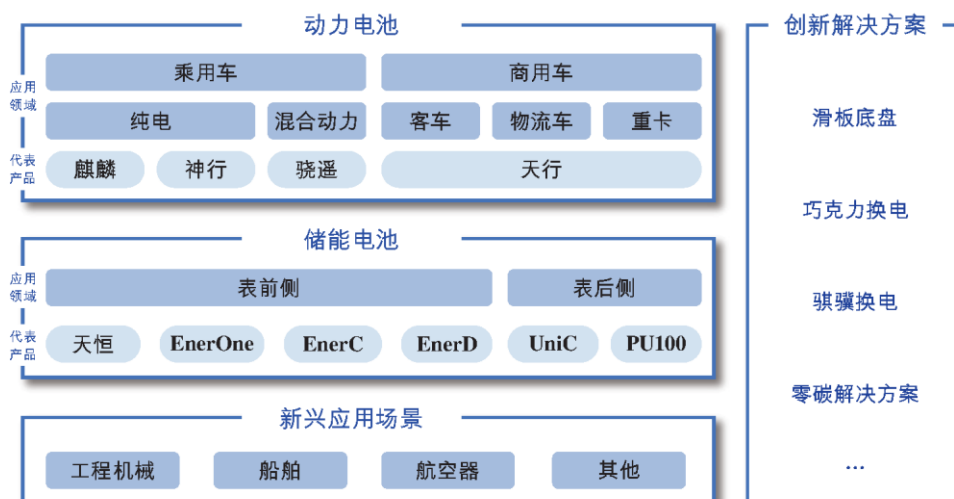 动力电池
应用领域
乘用车 商用车
纯电 混合动力 客车 物流车 重卡
代表产品
麒麟 神行 骁遥 天行
储能电池
应用领域
表前侧 表后侧
代表产品
天恒 EnerOne EnerC EnerD UniC PU100
新兴应用场景
工程机械 船舶 航空器 其他
创新解决方案
滑板底盘
巧克力换电
骐骥换电
零碳解决方案
...